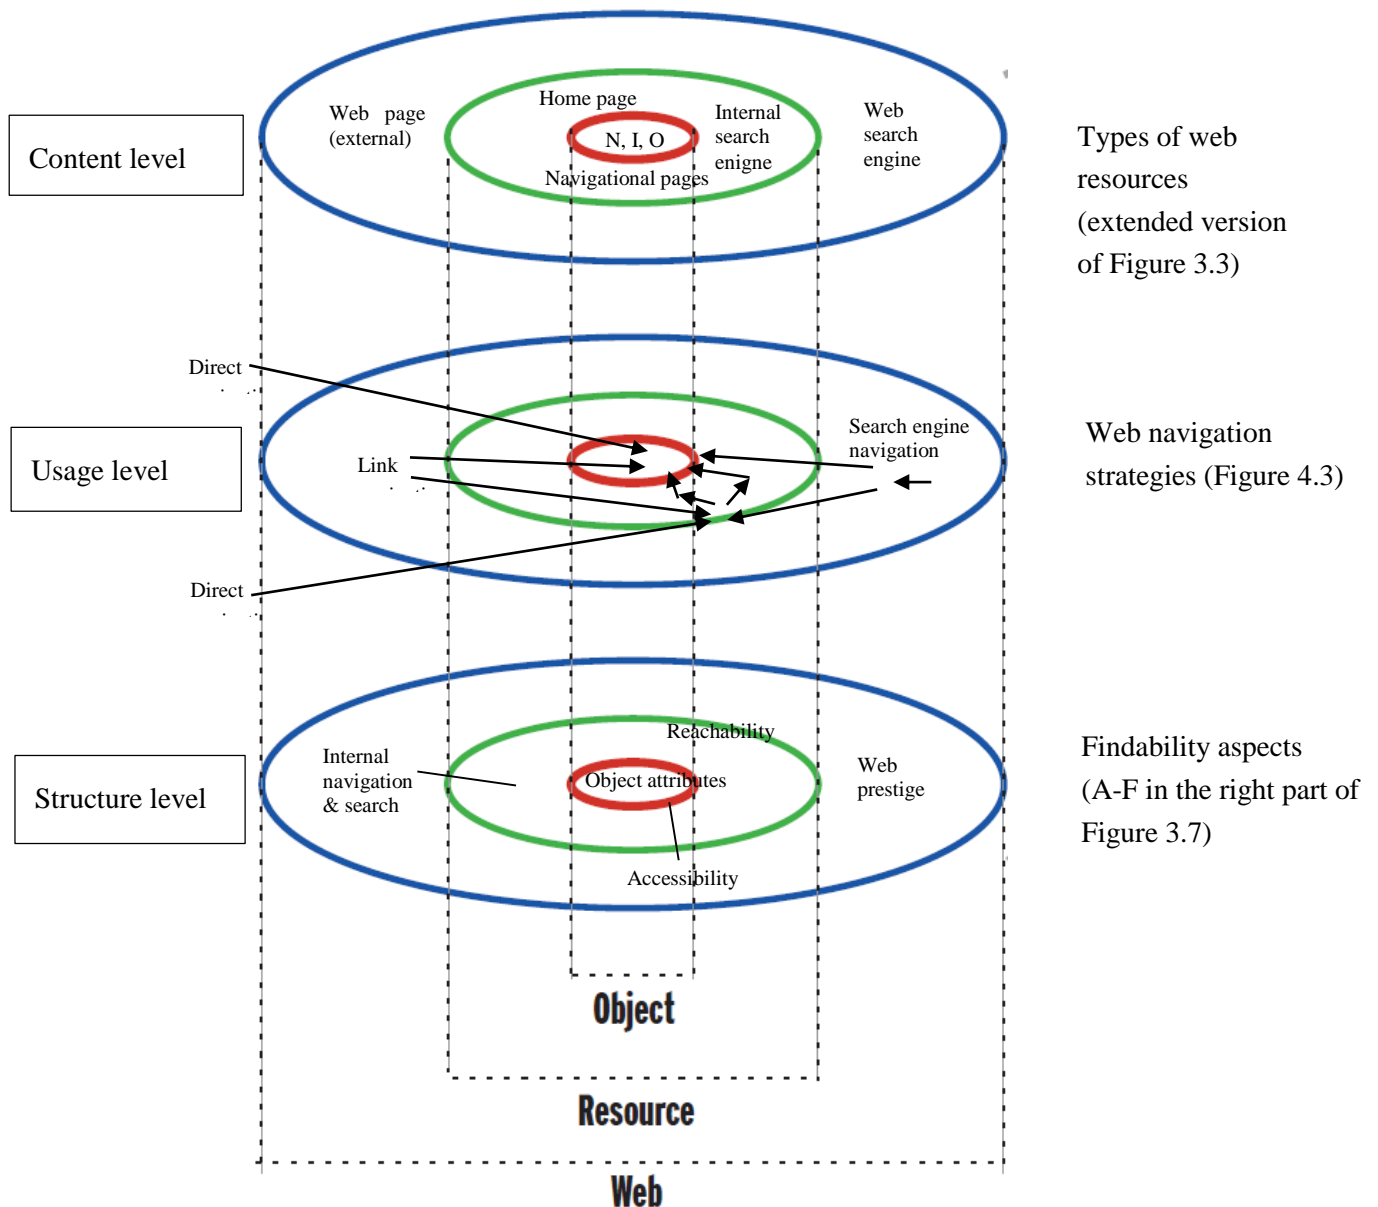 Content level
Web page
(external)
Home page
N, I, O
Navigational pages
Internal
search
enigne
Web
search
engine
Types of web
resources
(extended version
of Figure 3.3)
Usage level
Direct
Link
Direct
Search engine
navigation
Web navigation
strategies (Figure 4.3)
Structure level
Internal
navigation
& search
Reachability
Object attributes
Accessibility
Web
prestige
Findability aspects
(A-F in the right part of
Figure 3.7)
Object
Resource
Web